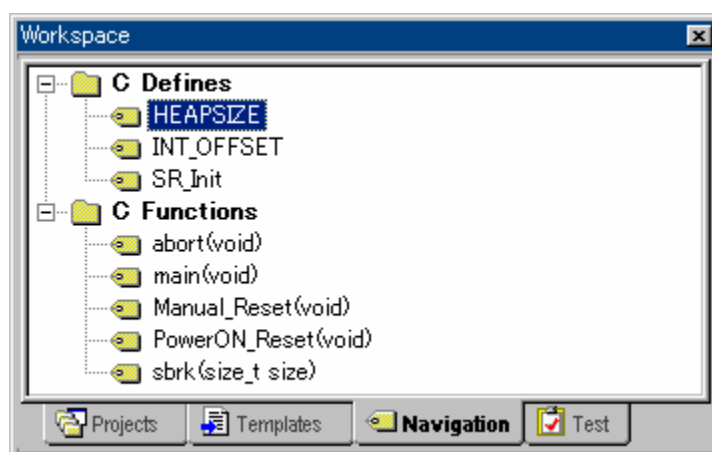 Workspace
C Defines
HEAPSIZE
INT_OFFSET
SR_Init
C Functions
abort(void)
main(void)
Manual_Reset(void)
PowerON_Reset(void)
sbrk(size_t size)
Projects Templates Navigation Test